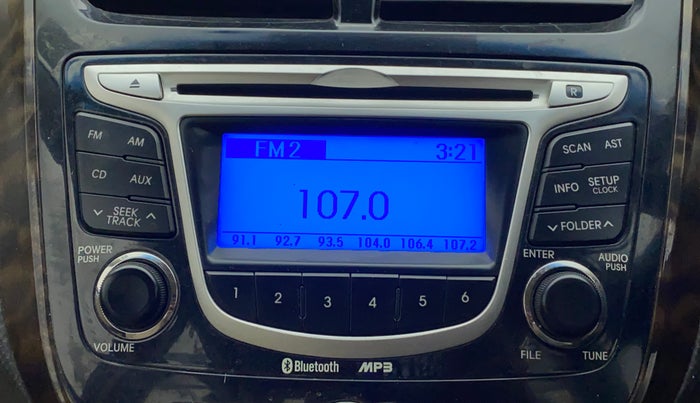 R
FM AM
CD AUX
SEEK
TRACK
POWER
PUSH
VOLUME
FM2 3:21
107.0
91.1 92.7 93.5 104.0 106.4 107.2
1 2 3 4 5 6
SCAN AST
INFO SETUP
CLOCK
FOLDER
ENTER AUDIO
PUSH
FILE TUNE
Bluetooth MP3